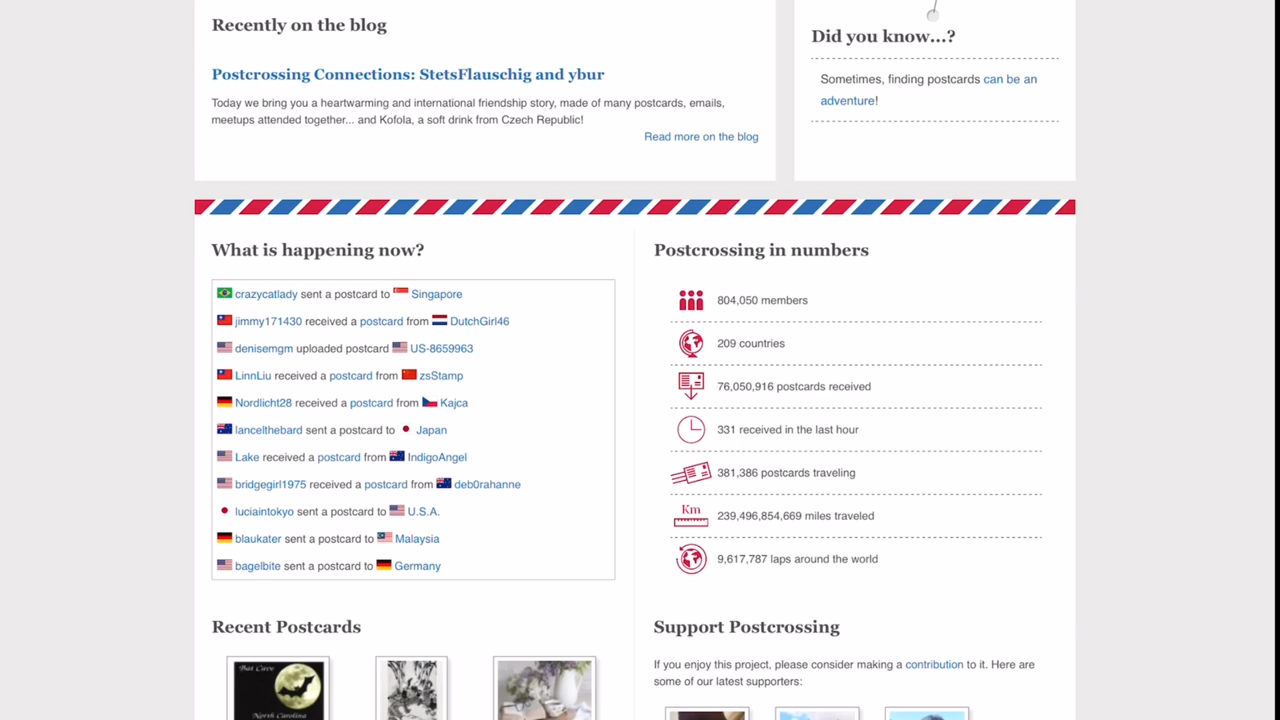 Recently on the blog
Postcrossing Connections: StetsFlauschig and ybur
Today we bring you a heartwarming and international friendship story, made of many postcards, emails,
meetups attended together... and Kofola, a soft drink from Czech Republic!
Read more on the blog
Did you know...?
Sometimes, finding postcards can be an
adventure!
What is happening now?
crazycatlady sent a postcard to Singapore
jimmy171430 received a postcard from DutchGirl46
denisemgm uploaded postcard US-8659963
LinnLiu received a postcard from zsStamp
Nordlicht28 received a postcard from Kajca
lancelthebard sent a postcard to Japan
Lake received a postcard from IndigoAngel
bridgegirl1975 received a postcard from deb0rahanne
luciaintokyo sent a postcard to U.S.A.
blaukater sent a postcard to Malaysia
bagelbite sent a postcard to Germany
Postcrossing in numbers
804,050 members
209 countries
76,050,916 postcards received
331 received in the last hour
381,386 postcards traveling
Km
239,496,854,669 miles traveled
9,617,787 laps around the world
Recent Postcards
Bat Cave
North Carolina
Support Postcrossing
If you enjoy this project, please consider making a contribution to it. Here are
some of our latest supporters: